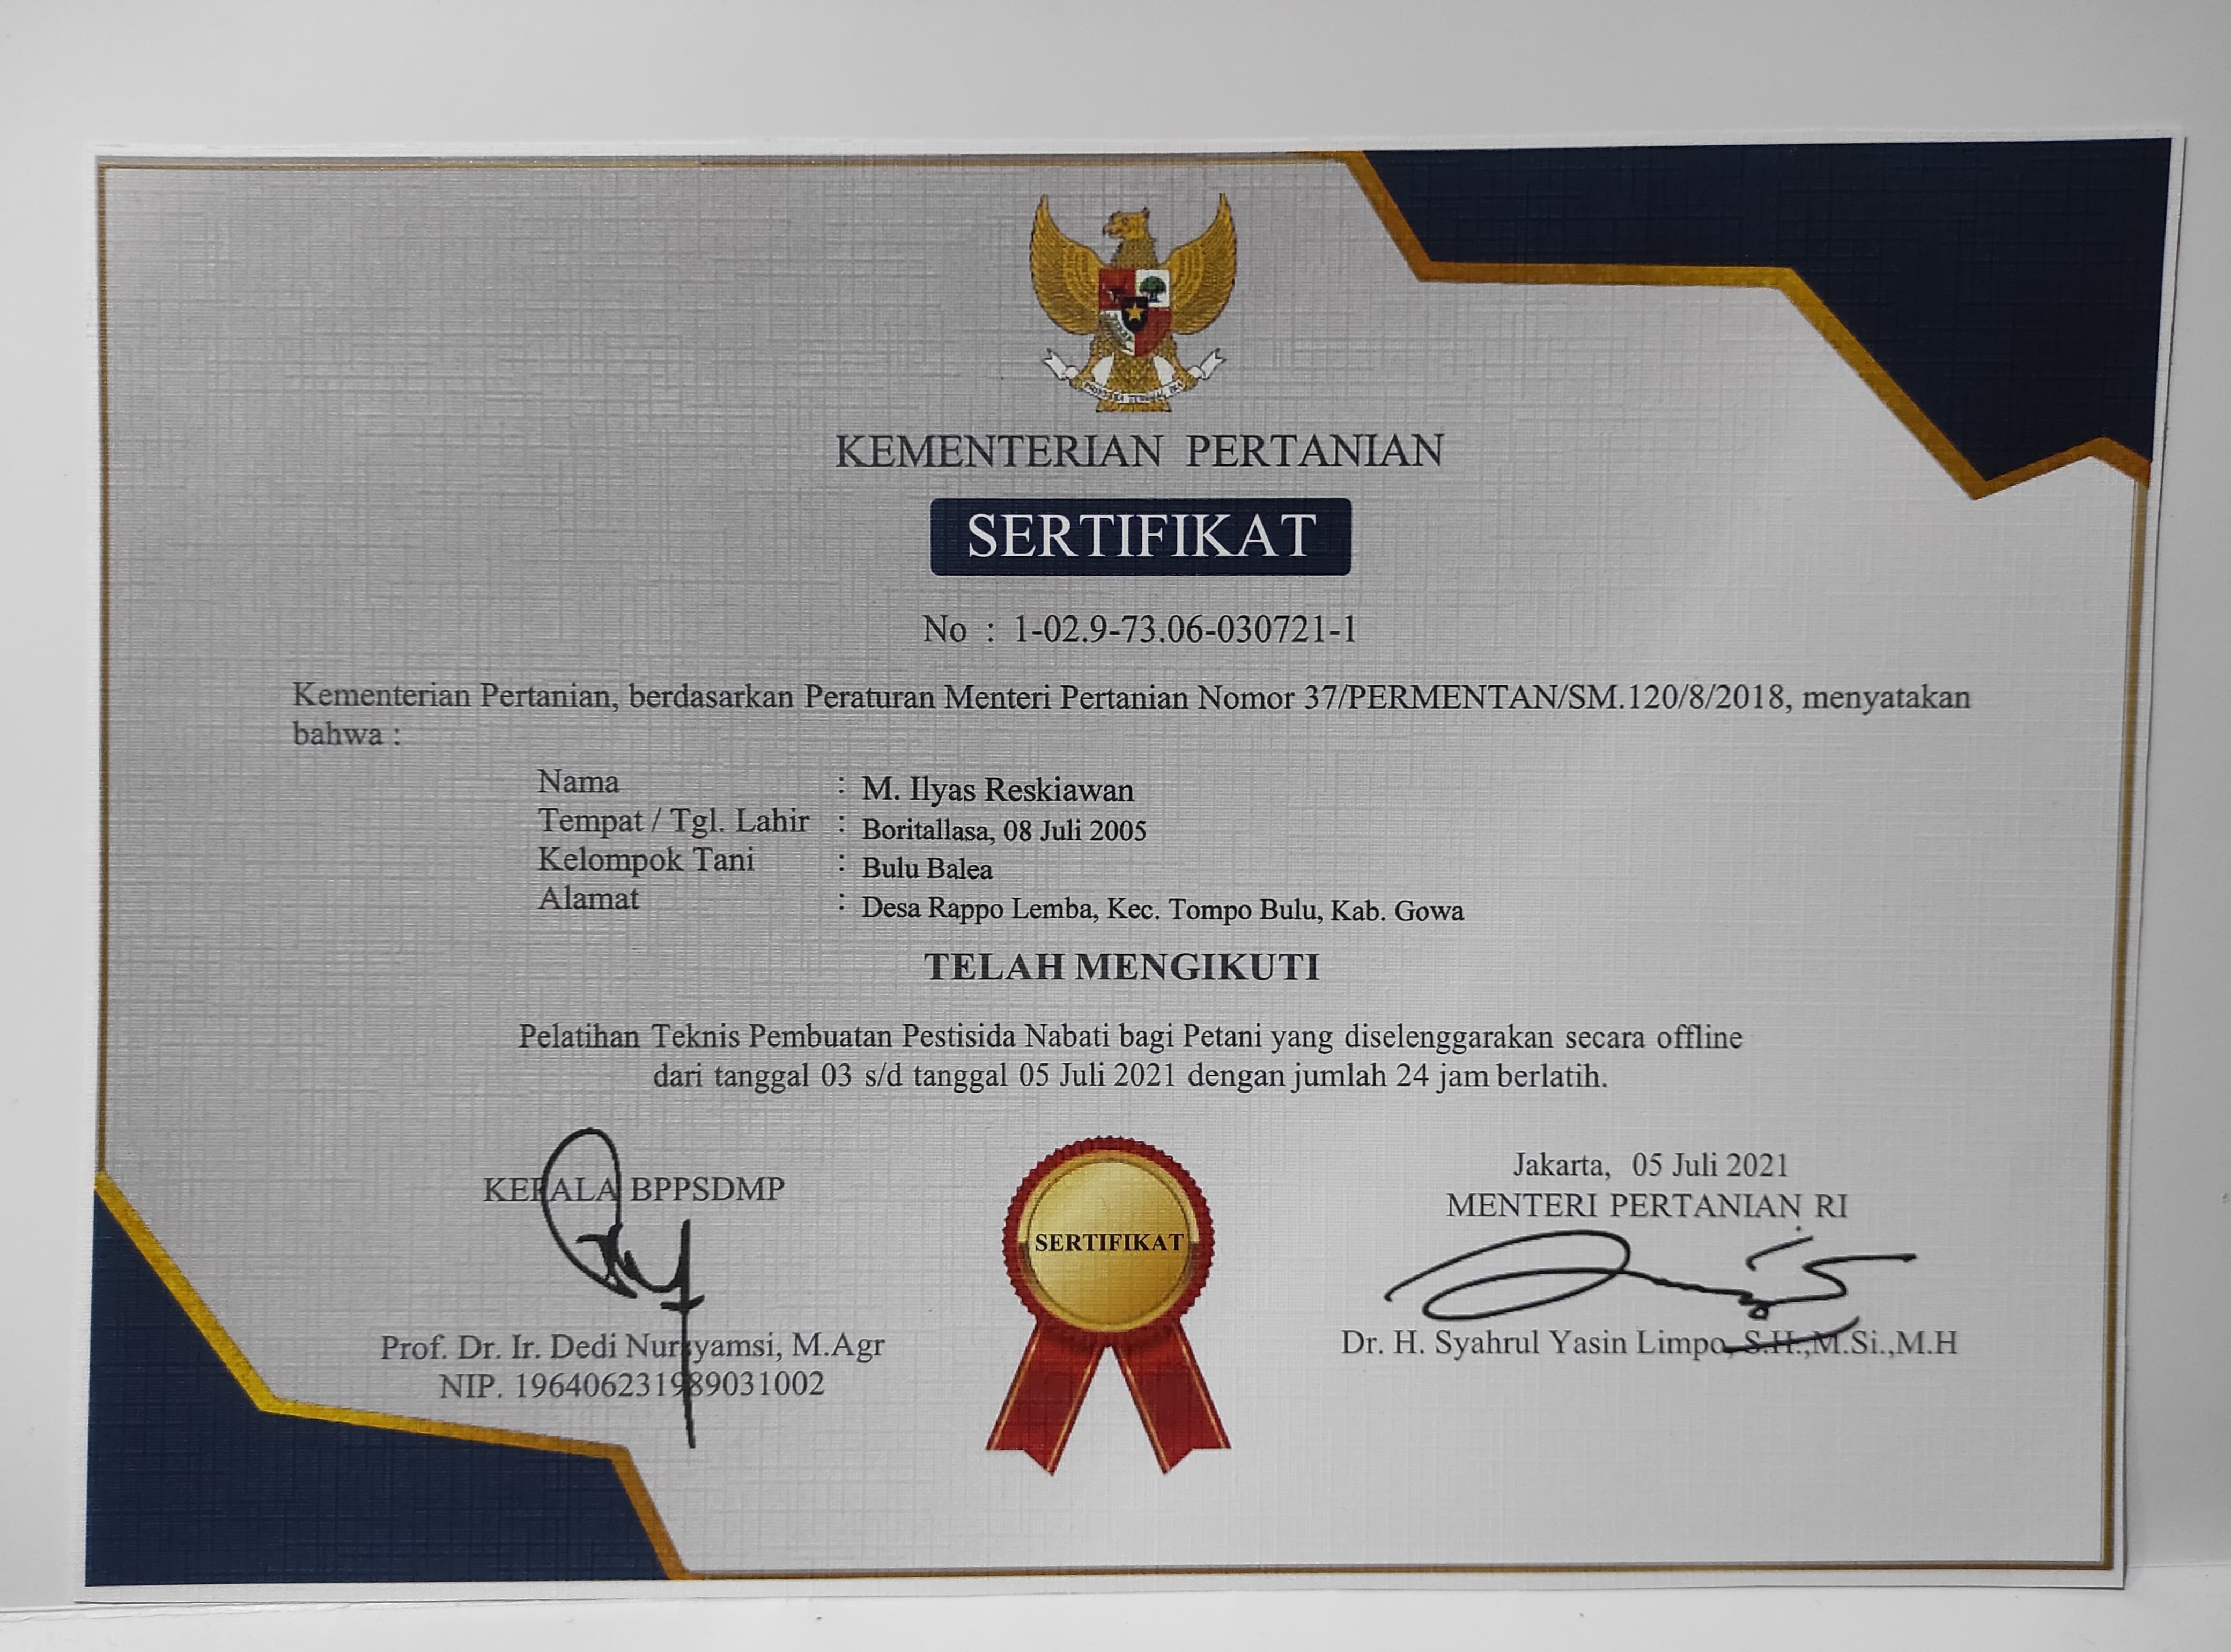 KEMENTERIAN PERTANIAN
SERTIFIKAT
No : 1-02.9-73.06-030721-1
Kementerian Pertanian, berdasarkan Peraturan Menteri Pertanian Nomor 37/PERMENTAN/SM.120/8/2018, menyatakan
bahwa :
Nama : M. Ilyas Reskiawan
Tempat / Tgl. Lahir : Boritallasa, 08 Juli 2005
Kelompok Tani : Bulu Balea
Alamat : Desa Rappo Lemba, Kec. Tompo Bulu, Kab. Gowa
TELAH MENGIKUTI
Pelatihan Teknis Pembuatan Pestisida Nabati bagi Petani yang diselenggarakan secara offline
dari tanggal 03 s/d tanggal 05 Juli 2021 dengan jumlah 24 jam berlatih.
KEPALA BPPSDMP
Prof. Dr. Ir. Dedi Nursyamsi, M.Agr
NIP. 196406231989031002
SERTIFIKAT
Jakarta, 05 Juli 2021
MENTERI PERTANIAN RI
Dr. H. Syahrul Yasin Limpo, S.H.,M.Si.,M.H